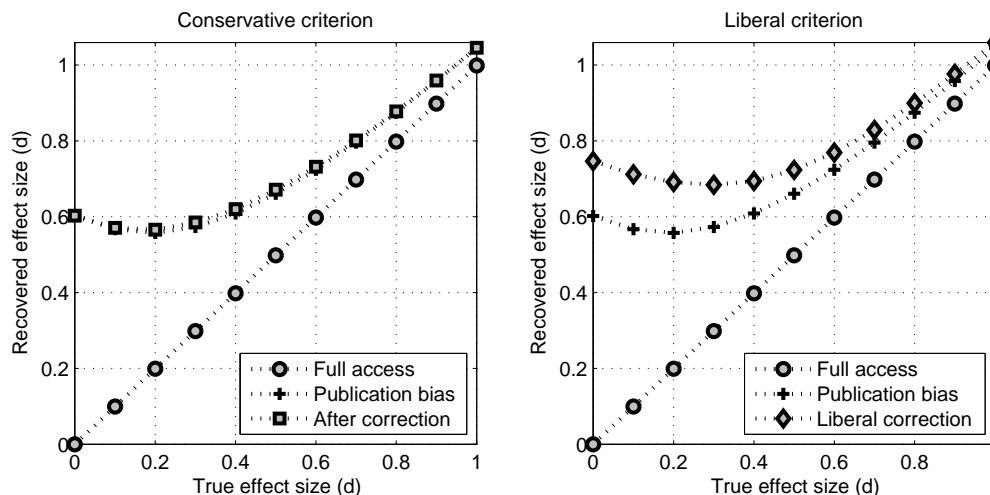 Conservative criterion
1
0.8
0.6
0.4
0.2
0
Recovered effect size (d)
Full access
Publication bias
After correction
0 0.2 0.4 0.6 0.8 1
True effect size (d)
Liberal criterion
1
0.8
0.6
0.4
0.2
0
Recovered effect size (d)
Full access
Publication bias
Liberal correction
0 0.2 0.4 0.6 0.8
True effect size (d)